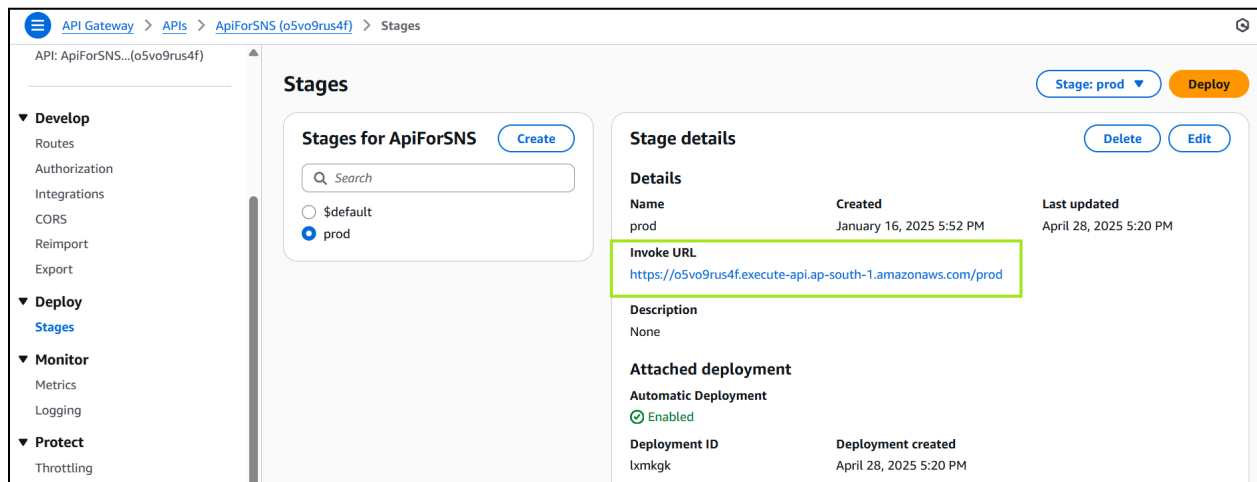 API Gateway > APIs > ApiForSNS (o5vo9rus4f) > Stages
API: ApiForSNS...(o5vo9rus4f)
Develop
Routes
Authorization
Integrations
CORS
Reimport
Export
Deploy
Stages
Monitor
Metrics
Logging
Protect
Throttling
Stages
Stage: prod
Deploy
Stages for ApiForSNS
Create
Search
$default
prod
Stage details
Delete
Edit
Details
Name Created Last updated
prod January 16, 2025 5:52 PM April 28, 2025 5:20 PM
Invoke URL
https://o5vo9rus4f.execute-api.ap-south-1.amazonaws.com/prod
Description
None
Attached deployment
Automatic Deployment
Enabled
Deployment ID Deployment created
lxmkgk April 28, 2025 5:20 PM